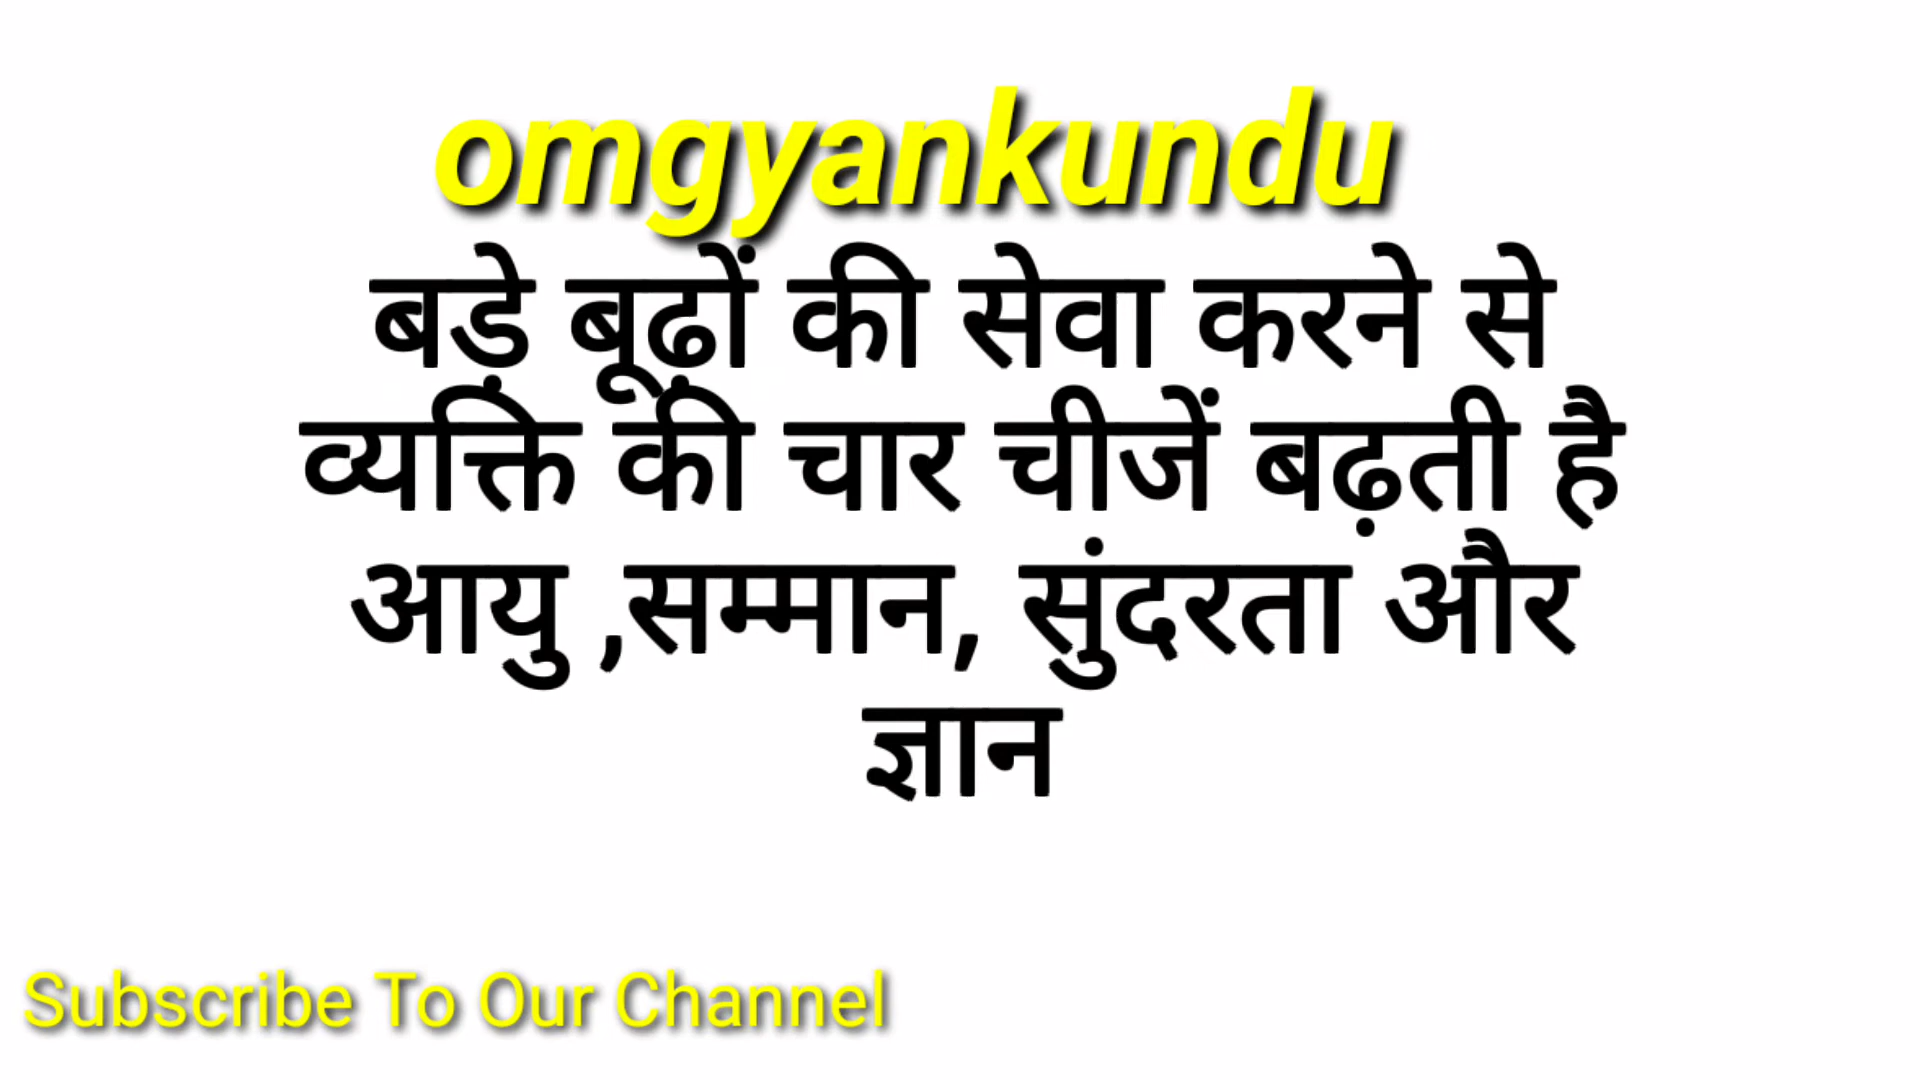 omgyankundu
बड़े बूढ़ों की सेवा करने से
व्यक्ति की चार चीजें बढ़ती है
आयु ,सम्मान, सुंदरता और
ज्ञान
Subscribe To Our Channel